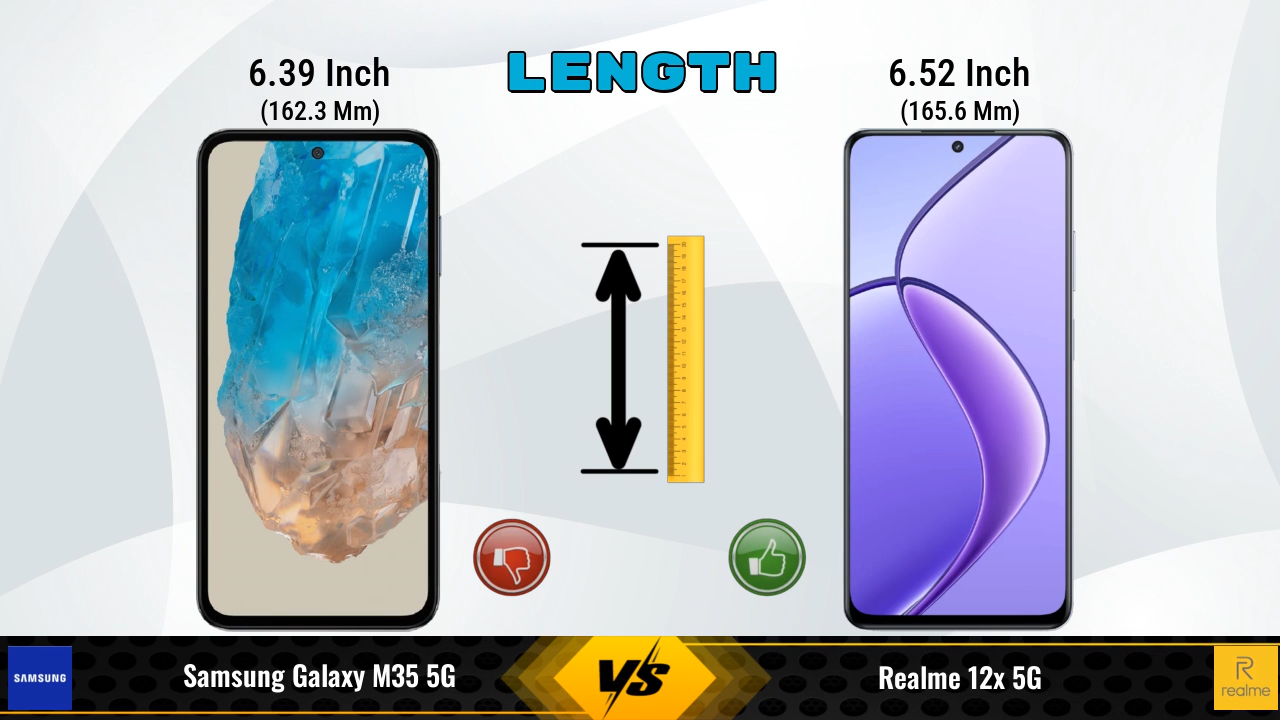 LENGTH
6.39 Inch
(162.3 Mm)
6.52 Inch
(165.6 Mm)
SAMSUNG
Samsung Galaxy M35 5G
VS
Realme 12x 5G
R
realme